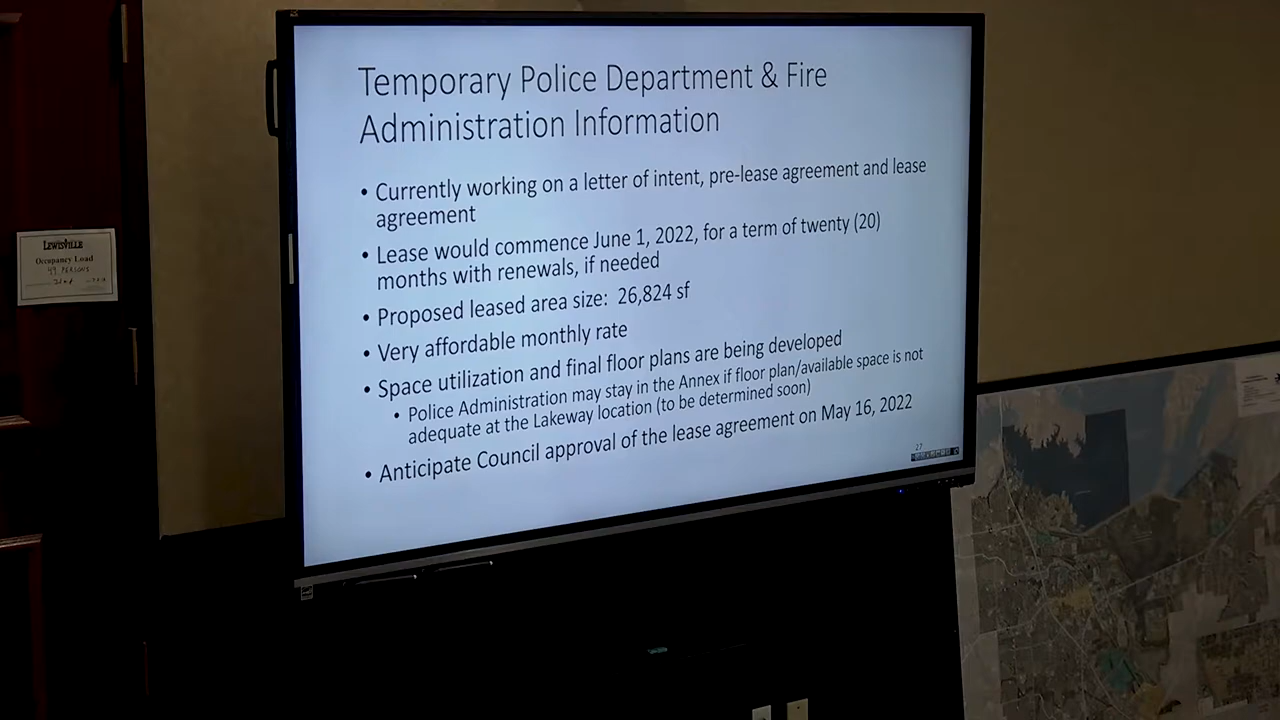 Temporary Police Department & Fire
Administration Information
• Currently working on a letter of intent, pre-lease agreement and lease
agreement
• Lease would commence June 1, 2022, for a term of twenty (20)
months with renewals, if needed
• Proposed leased area size: 26,824 sf
• Very affordable monthly rate
• Space utilization and final floor plans are being developed
• Police Administration may stay in the Annex if floor plan/available space is not
adequate at the Lakeway location (to be determined soon)
• Anticipate Council approval of the lease agreement on May 16, 2022
27
LEWISVILLE
Occupancy Load
49 PERSONS